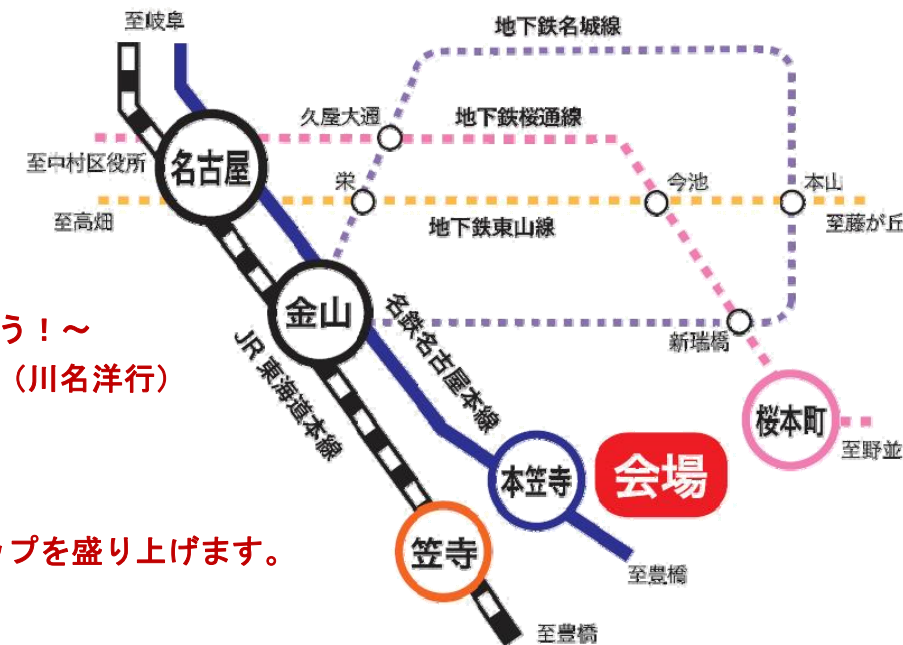 至岐阜
地下鉄名城線
久屋大通
地下鉄桜通線
至中村区役所
名古屋
栄
今池
本山
至高畑
地下鉄東山線
至藤が丘
金山
う！～
名鉄名古屋本線
新瑞橋
JR東海道本線
（川名洋行）
桜本町
至野並
会場
本笠寺
ップを盛り上げます。
笠寺
至豊橋
至豊橋